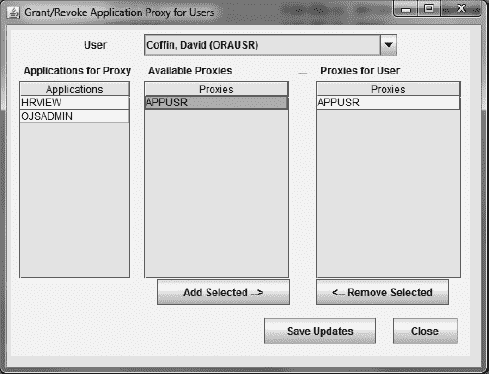 Grant/Revoke Application Proxy for Users
User
Coffin, David (ORAUSR)
Applications for Proxy
Available Proxies
Proxies for User
Applications
Proxies
Proxies
HRVIEW
APPUSR
APPUSR
OJSADMIN
Add Selected -->
<-- Remove Selected
Save Updates
Close